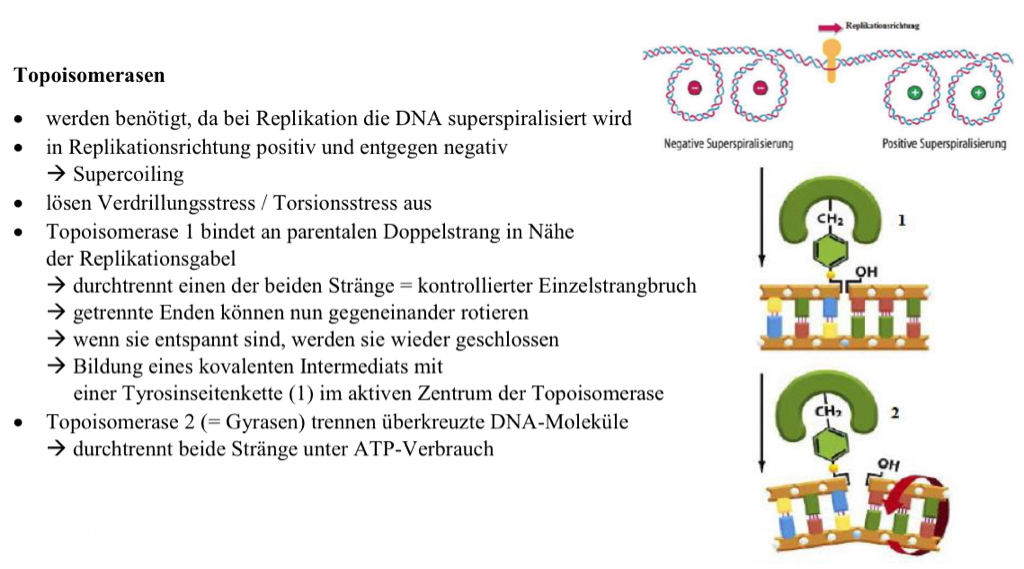 Topoisomerasen
• werden benötigt, da bei Replikation die DNA superspiralisiert wird
• in Replikationsrichtung positiv und entgegen negativ
→ Supercoiling
• lösen Verdrillungsstress / Torsionsstress aus
• Topoisomerase 1 bindet an parentalen Doppelstrang in Nähe
der Replikationsgabel
→ durchtrennt einen der beiden Stränge = kontrollierter Einzelstrangbruch
→ getrennte Enden können nun gegeneinander rotieren
→ wenn sie entspannt sind, werden sie wieder geschlossen
→ Bildung eines kovalenten Intermediats mit
einer Tyrosinseitenkette (1) im aktiven Zentrum der Topoisomerase
• Topoisomerase 2 (= Gyrasen) trennen überkreuzte DNA-Moleküle
→ durchtrennt beide Stränge unter ATP-Verbrauch
Replikationsrichtung
− − + +
Negative Superspiralisierung
Positive Superspiralisierung
CH₂
1
OH
CH₂
2
OH